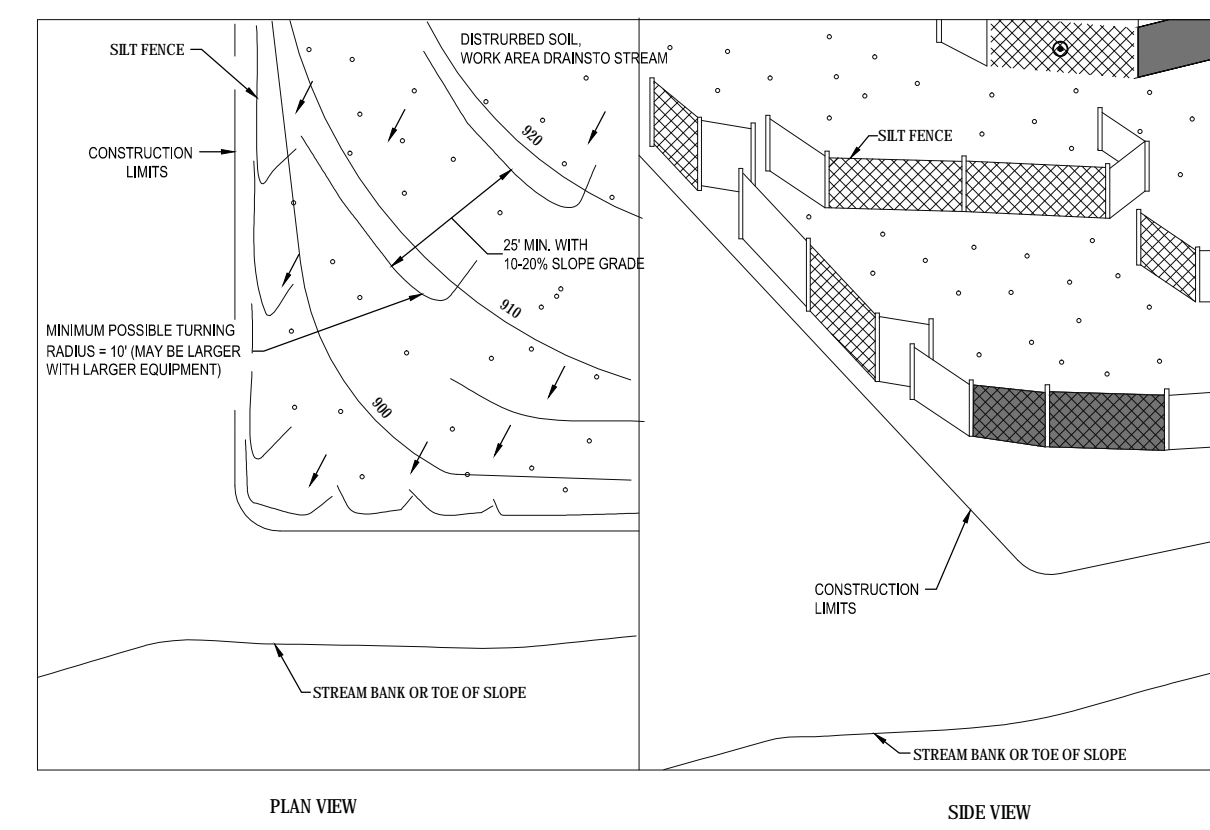 SILT FENCE
DISTRURBED SOIL,
WORK AREA DRAINSTO STREAM
920
CONSTRUCTION
LIMITS
25' MIN. WITH
10-20% SLOPE GRADE
910
MINIMUM POSSIBLE TURNING
RADIUS = 10' (MAY BE LARGER
WITH LARGER EQUIPMENT)
900
STREAM BANK OR TOE OF SLOPE
PLAN VIEW
SILT FENCE
CONSTRUCTION
LIMITS
STREAM BANK OR TOE OF SLOPE
SIDE VIEW